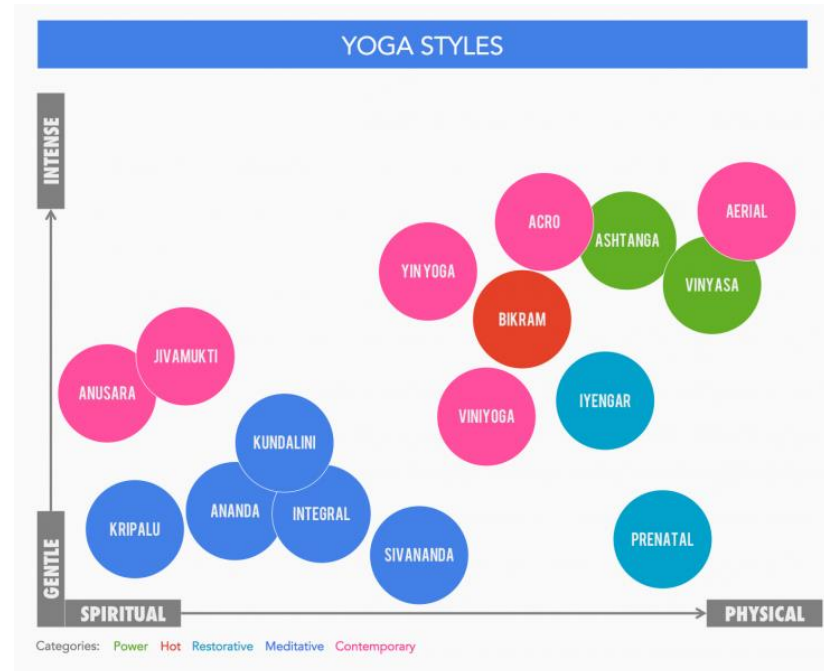 YOGA STYLES
INTENSE
ACRO
AERIAL
ASHTANGA
YIN YOGA
VINYASA
BIKRAM
JIVAMUKTI
ANUSARA
IYENGAR
VINIYOGA
KUNDALINI
ANANDA
INTEGRAL
KRIPALU
SIVANANDA
PRENATAL
GENTLE
SPIRITUAL
PHYSICAL
Categories: Power Hot Restorative Meditative Contemporary